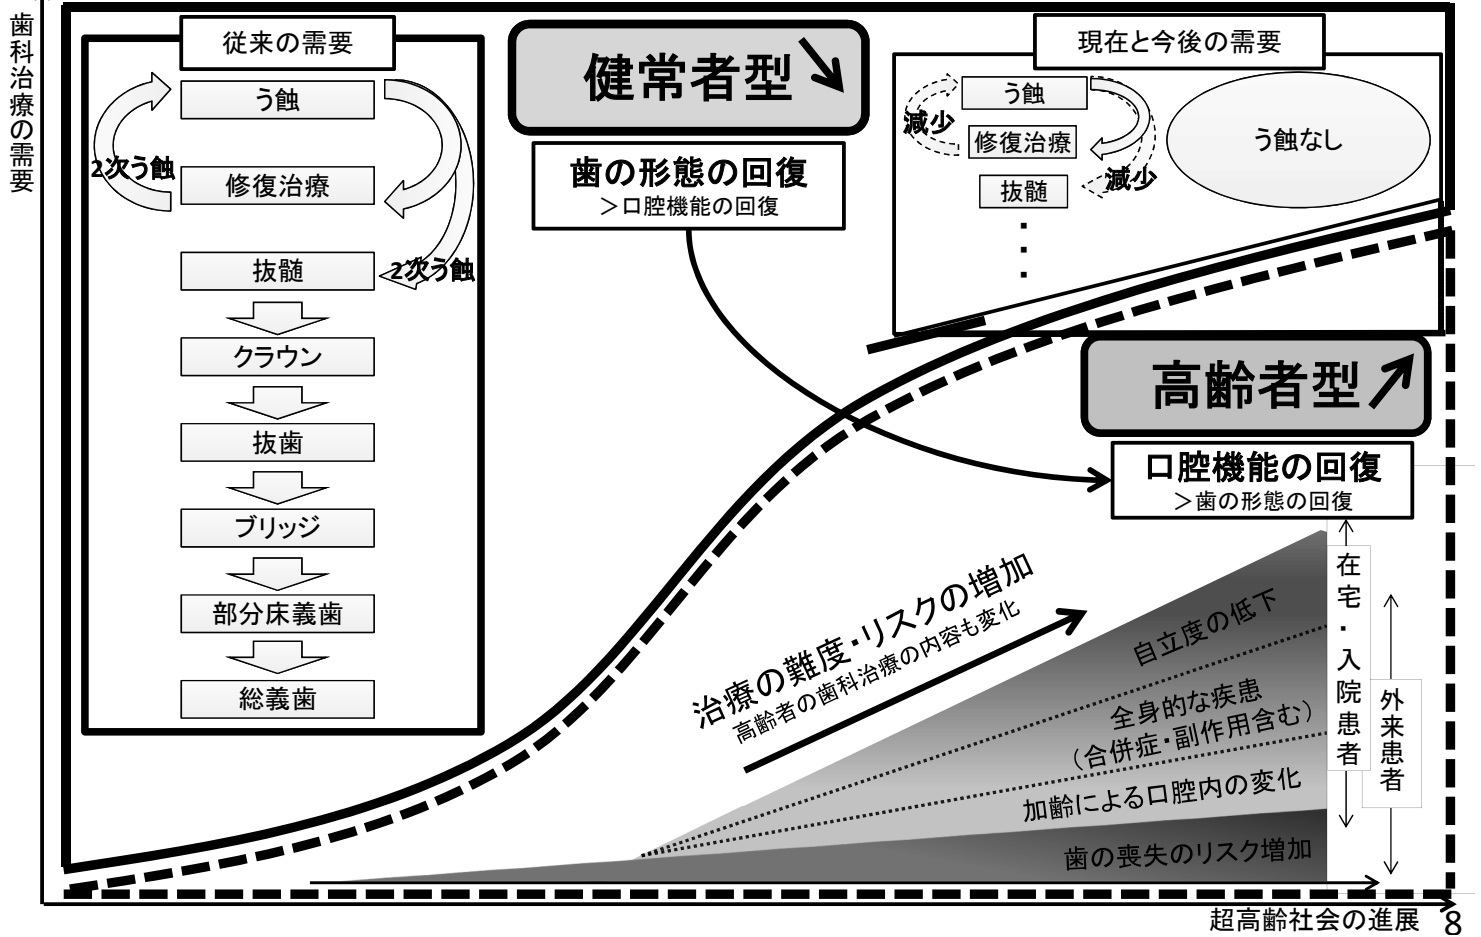 歯科治療の需要
従来の需要
う蝕
2次う蝕
修復治療
抜髄
2次う蝕
クラウン
抜歯
ブリッジ
部分床義歯
総義歯
健常者型
歯の形態の回復
＞口腔機能の回復
現在と今後の需要
う蝕
減少
修復治療
減少
抜髄
・
・
・
う蝕なし
高齢者型
口腔機能の回復
＞歯の形態の回復
治療の難度・リスクの増加
高齢者の歯科治療の内容も変化
自立度の低下
全身的な疾患
（合併症・副作用含む）
加齢による口腔内の変化
歯の喪失のリスク増加
在宅・入院患者
外来患者
超高齢社会の進展
8